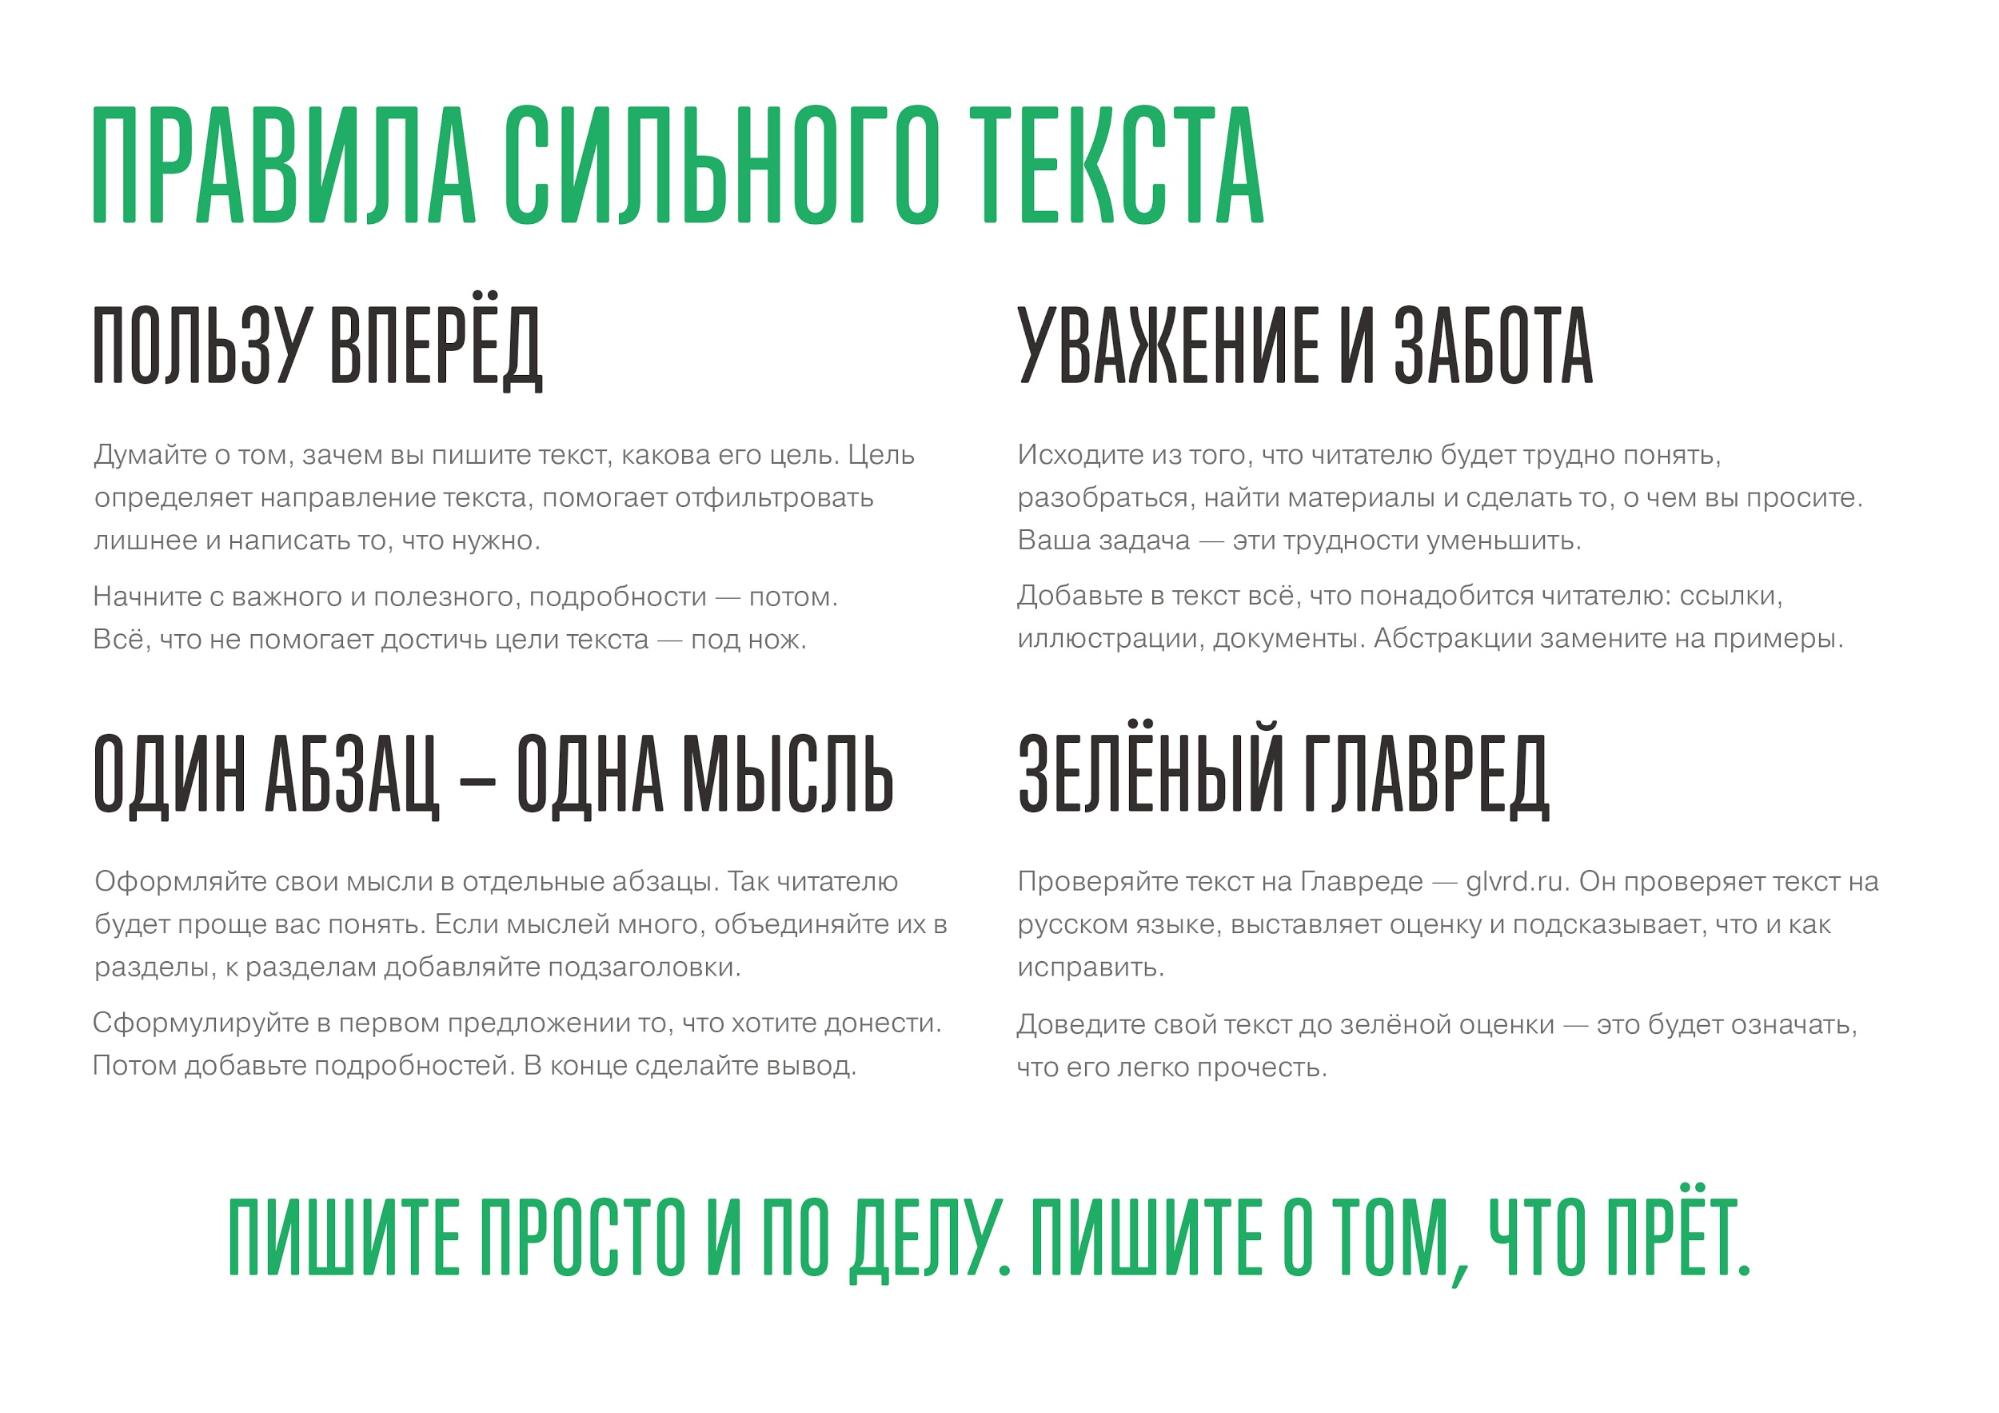 ПРАВИЛА СИЛЬНОГО ТЕКСТА
ПОЛЬЗУ ВПЕРЁД
Думайте о том, зачем вы пишите текст, какова его цель. Цель
определяет направление текста, помогает отфильтровать
лишнее и написать то, что нужно.
Начните с важного и полезного, подробности — потом.
Всё, что не помогает достичь цели текста — под нож.
УВАЖЕНИЕ И ЗАБОТА
Исходите из того, что читателю будет трудно понять,
разобраться, найти материалы и сделать то, о чем вы просите.
Ваша задача — эти трудности уменьшить.
Добавьте в текст всё, что понадобится читателю: ссылки,
иллюстрации, документы. Абстракции замените на примеры.
ОДИН АБЗАЦ – ОДНА МЫСЛЬ
Оформляйте свои мысли в отдельные абзацы. Так читателю
будет проще вас понять. Если мыслей много, объединяйте их в
разделы, к разделам добавляйте подзаголовки.
Сформулируйте в первом предложении то, что хотите донести.
Потом добавьте подробностей. В конце сделайте вывод.
ЗЕЛЁНЫЙ ГЛАВРЕД
Проверяйте текст на Главреде — glvrd.ru. Он проверяет текст на
русском языке, выставляет оценку и подсказывает, что и как
исправить.
Доведите свой текст до зелёной оценки — это будет означать,
что его легко прочесть.
ПИШИТЕ ПРОСТО И ПО ДЕЛУ. ПИШИТЕ О ТОМ, ЧТО ПРЁТ.